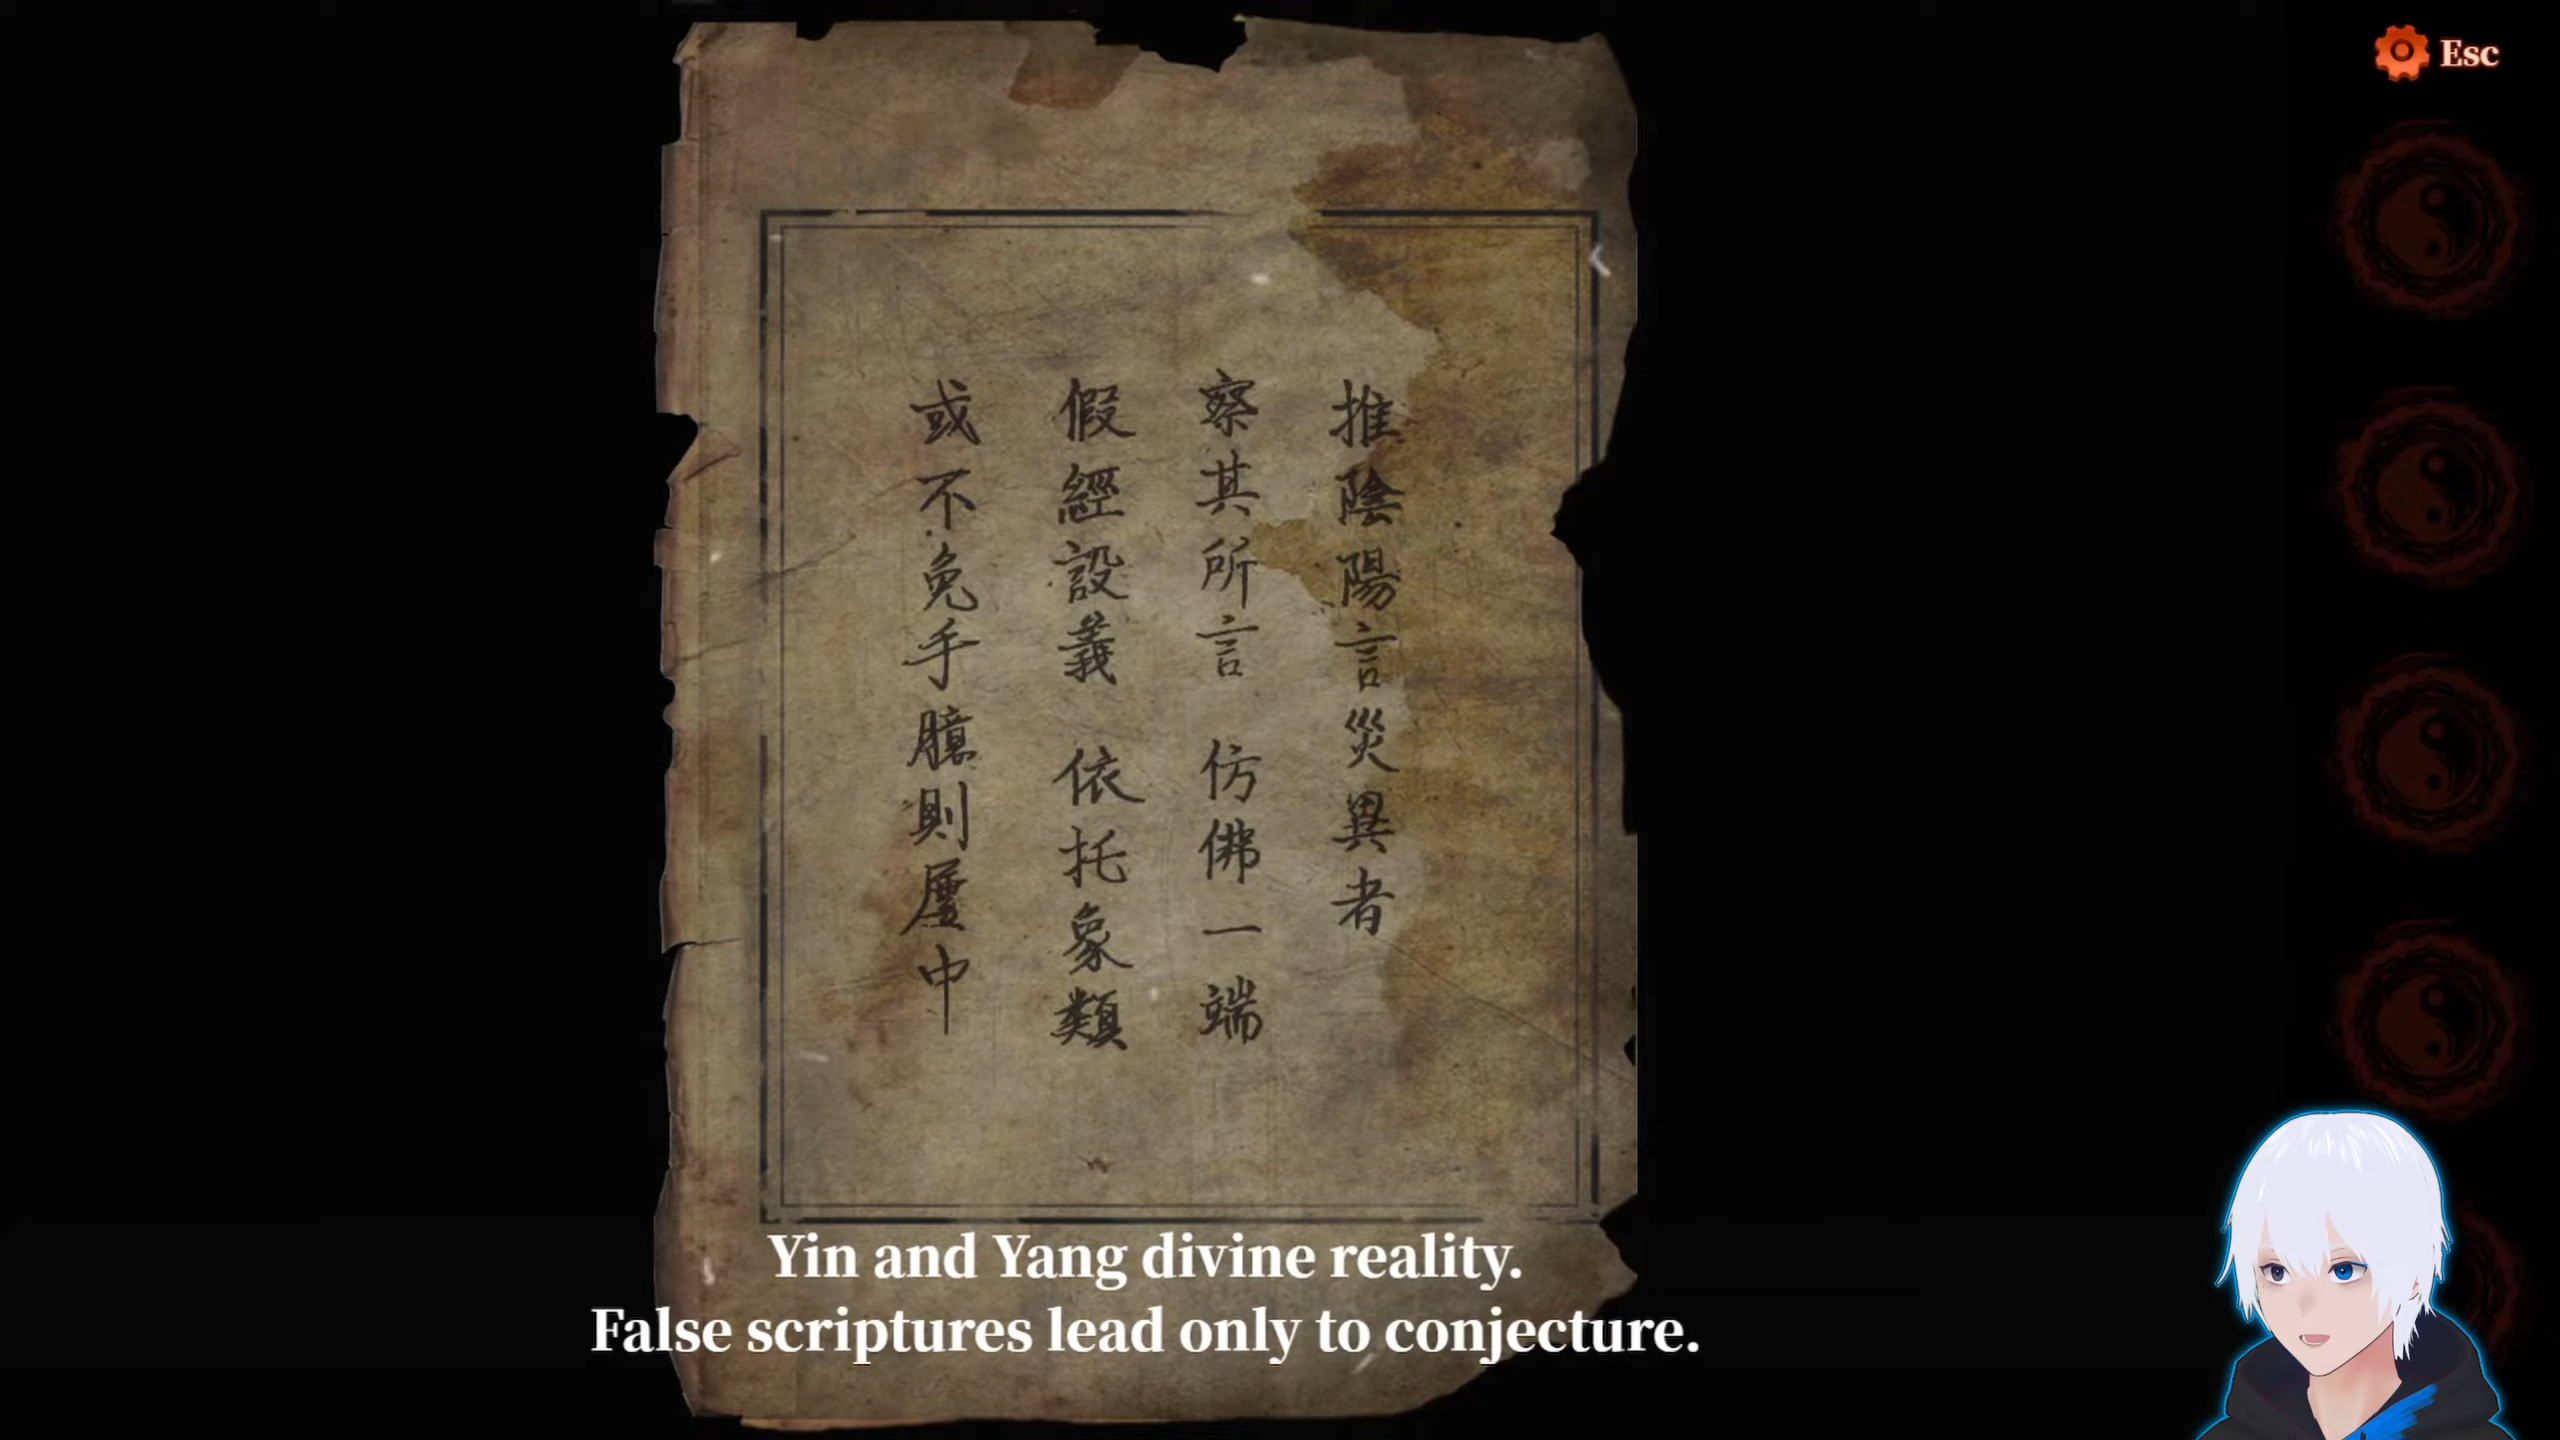 Esc
推陰陽言災異者
察其所言 仿佛一端
假經設義 依托象類
或不免手臆則屢中
Yin and Yang divine reality.
False scriptures lead only to conjecture.